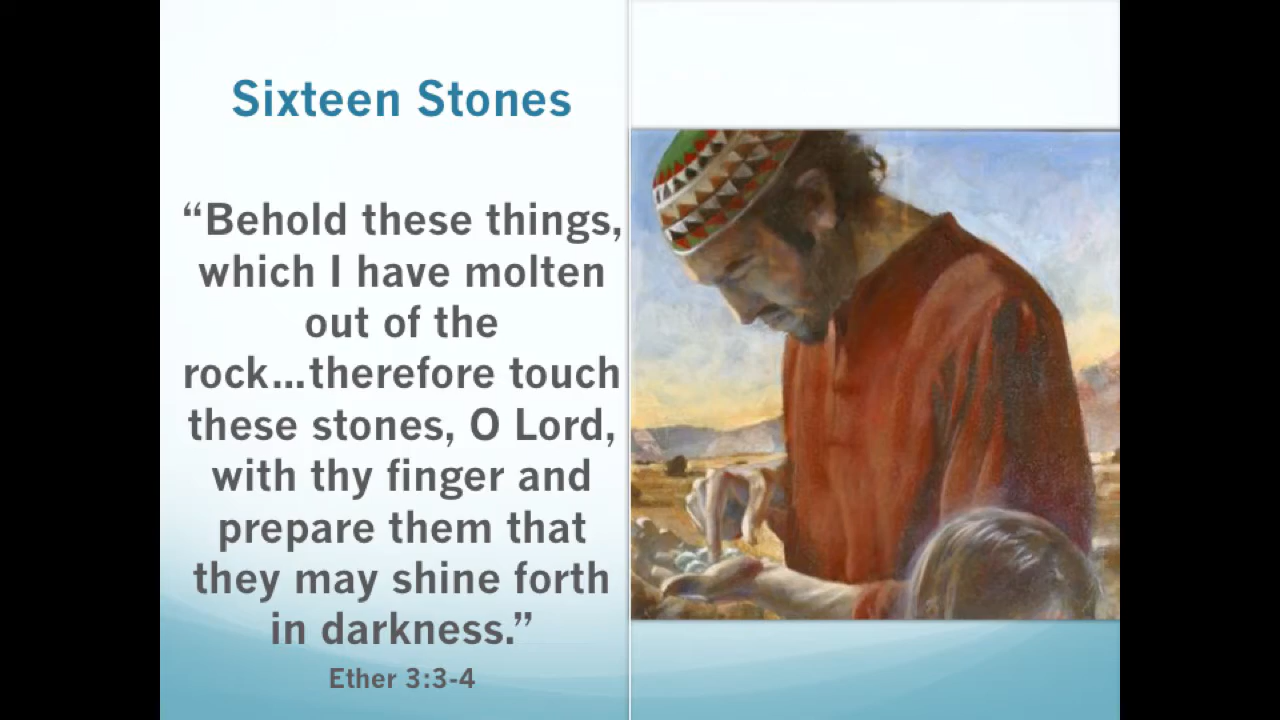 Sixteen Stones
“Behold these things,
which I have molten
out of the
rock...therefore touch
these stones, O Lord,
with thy finger and
prepare them that
they may shine forth
in darkness.”
Ether 3:3-4